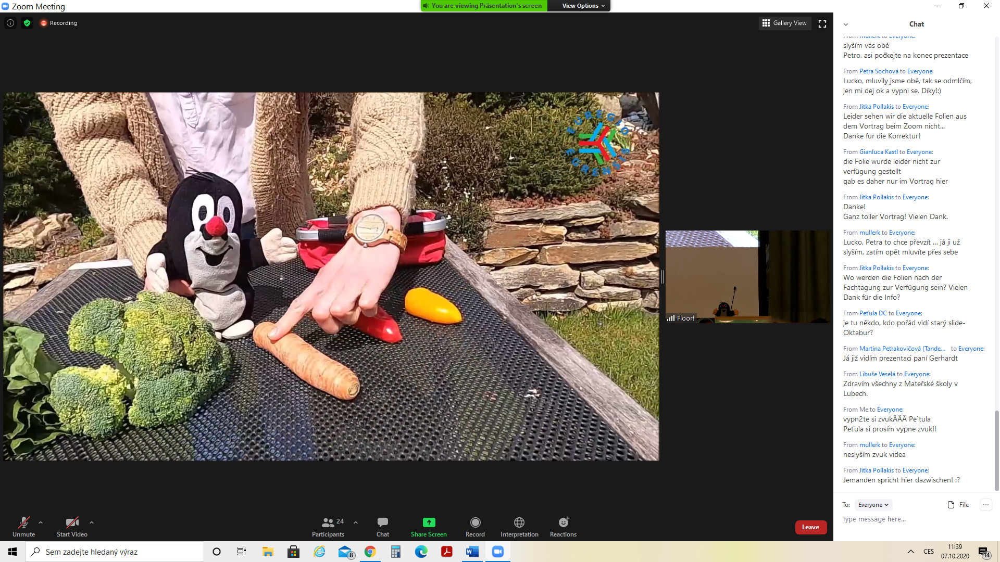 Zoom Meeting
You are viewing Präsentation's screen
View Options
Recording
Gallery View
EUREGIO
EGRENSIS
Floor!
Chat
From mullerk to Everyone:
slyším vás obě
Petro, asi počkejte na konec prezentace
From Petra Sochová to Everyone:
Lucko, mluvily jsme obě, tak se odmlčím,
jen mi dej ok a vypni se. Díky!:)
From Jitka Pollakis to Everyone:
Leider sehen wir die aktuelle Folien aus
dem Vortrag beim Zoom nicht...
Danke für die Korrektur!
From Gianluca Kastl to Everyone:
die Folie wurde leider nicht zur
verfügung gestellt
gab es daher nur im Vortrag hier
From Jitka Pollakis to Everyone:
Danke!
Ganz toller Vortrag! Vielen Dank.
From mullerk to Everyone:
Lucko, Petra to chce převzít ... já ji už
slyším, zatím opět mluvíte přes sebe
From Jitka Pollakis to Everyone:
Wo werden die Folien nach der
Fachtagung zur Verfügung sein? Vielen
Dank für die Info?
From Peťula DC to Everyone:
je tu někdo, kdo pořád vidí starý slide-
Oktabur?
From Martina Petrakovičová (Tande... to Everyone:
Já již vidím prezentaci paní Gerhardt
From Libuše Veselá to Everyone:
Zdravím všechny z Mateřské školy v
Lubech.
From Me to Everyone:
vypn2te si zvukÄÄÄ Pe`tula
Peťula si prosím vypne zvuk!!
From mullerk to Everyone:
neslyším zvuk videa
From Jitka Pollakis to Everyone:
Jemanden spricht hier dazwischen! :?
To: Everyone
File
Type message here...
Unmute
Start Video
24
Participants
Chat
Share Screen
Record
Interpretation
Reactions
Leave
Sem zadejte hledaný výraz
8
CES
11:39
07.10.2020
14